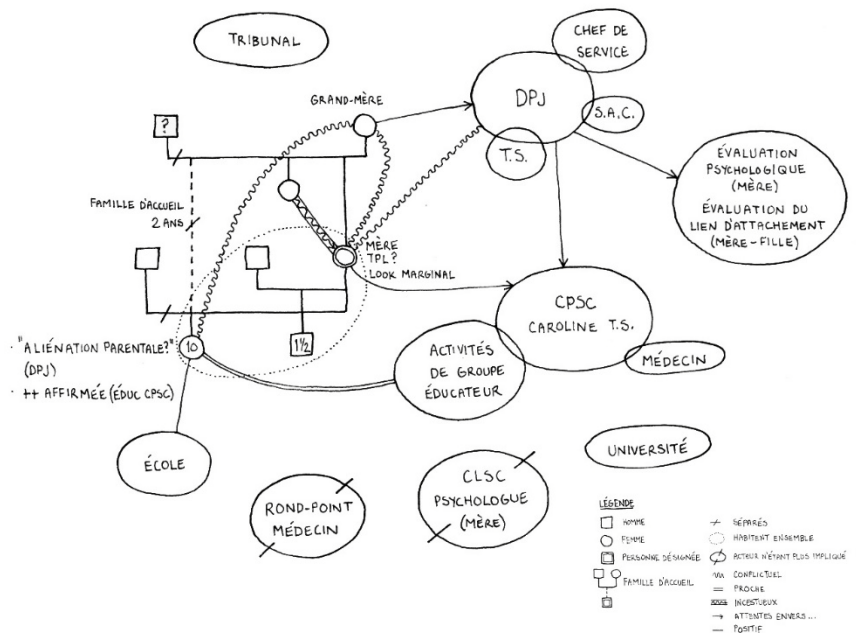 TRIBUNAL
CHEF DE
SERVICE
DPJ
S.A.C.
T.S.
GRAND-MÈRE
?
ÉVALUATION
PSYCHOLOGIQUE
(MÈRE)
ÉVALUATION DU
LIEN D'ATTACHEMENT
(MÈRE-FILLE)
FAMILLE D'ACCUEIL
2 ANS
MÈRE
TPL?
LOOK MARGINAL
CPSC
CAROLINE T.S.
MÉDECIN
ACTIVITÉS
DE GROUPE
ÉDUCATEUR
10
1½
· "ALIÉNATION PARENTALE?"
(DPJ)
· ++ AFFIRMÉE (ÉDUC CPSC)
ÉCOLE
UNIVERSITÉ
ROND-POINT
MÉDECIN
CLSC
PSYCHOLOGUE
(MÈRE)
LÉGENDE
HOMME
FEMME
PERSONNE DÉSIGNÉE
FAMILLE D'ACCUEIL
SÉPARÉS
HABITENT ENSEMBLE
ACTEUR N'ÉTANT PLUS IMPLIQUÉ
CONFLICTUEL
PROCHE
INCESTUEUX
ATTENTES ENVERS...
POSITIF